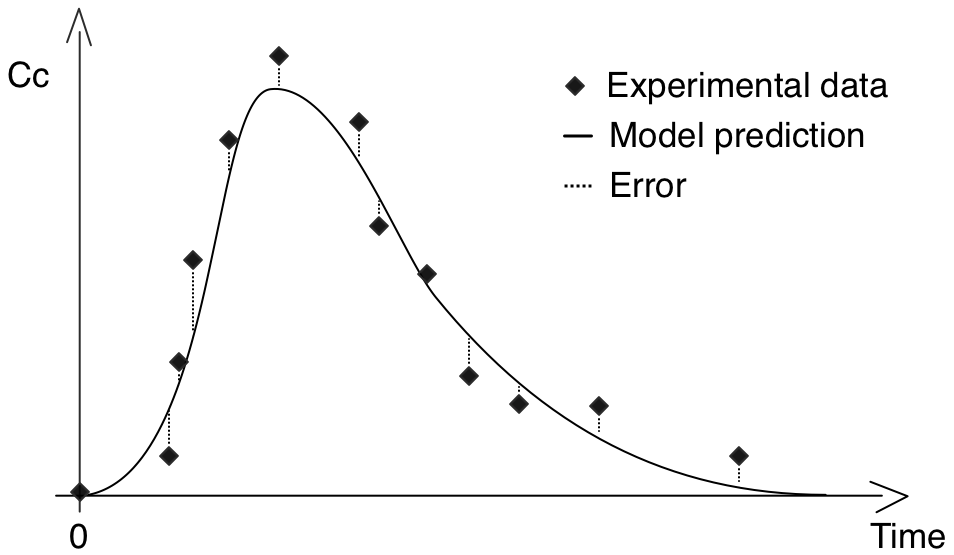 Cc
Experimental data
Model prediction
Error
0
Time